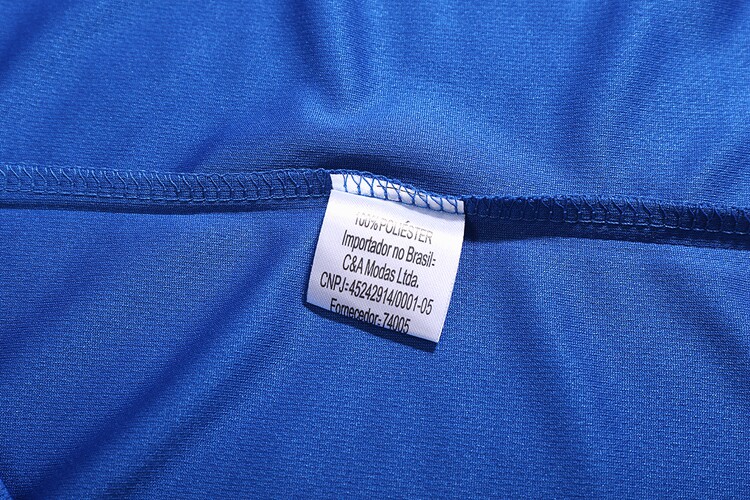 100% POLIÉSTER
Importador no Brasil:
C&A Modas Ltda.
CNPJ:45242914/0001-05
Fornecedor: 74005